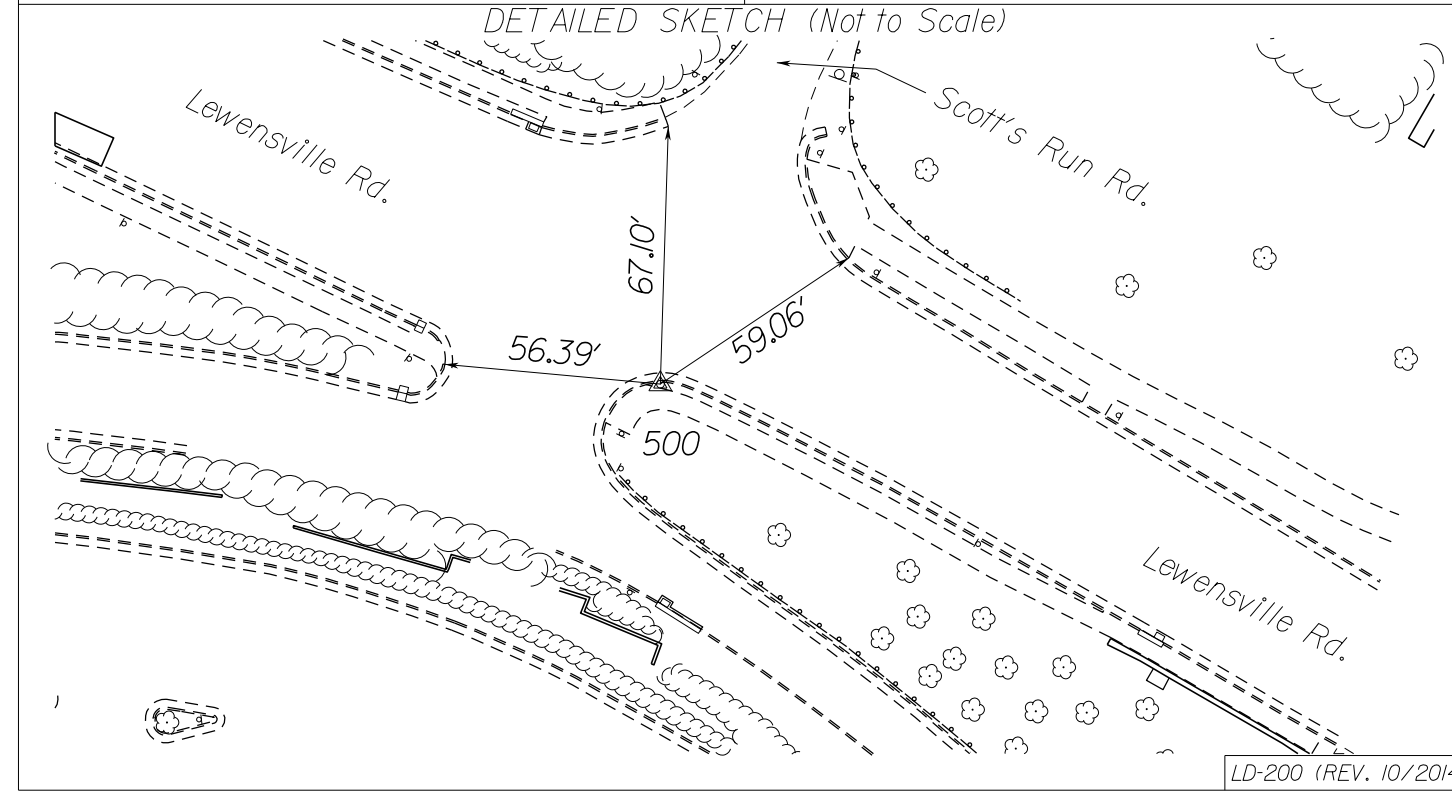 DETAILED SKETCH (Not to Scale)
Lewensville Rd.
Scott's Run Rd.
67.10'
56.39'
59.06'
500
Lewensville Rd.
LD-200 (REV. 10/2014